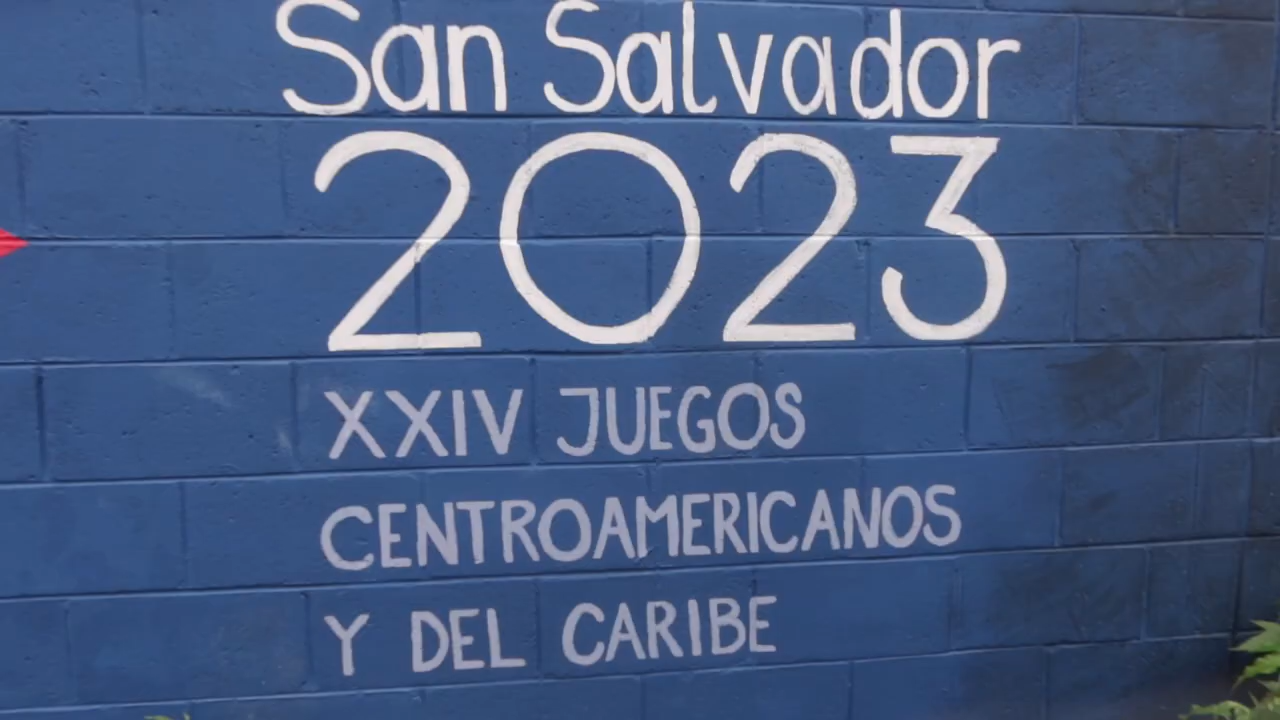 San Salvador
2023
XXIV JUEGOS
CENTROAMERICANOS
Y DEL CARIBE